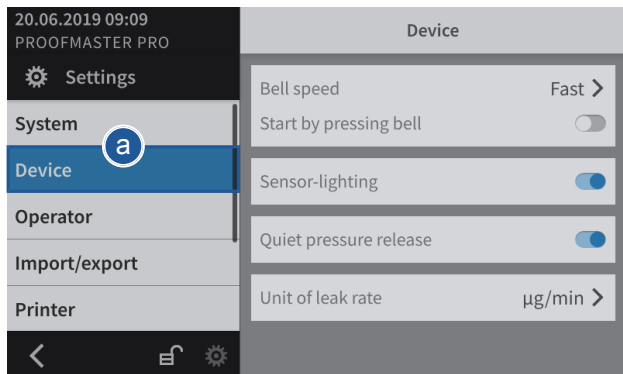 20.06.2019 09:09
PROOFMASTER PRO
Settings
System
a
Device
Operator
Import/export
Printer
Device
Bell speed Fast
Start by pressing bell
Sensor-lighting
Quiet pressure release
Unit of leak rate µg/min